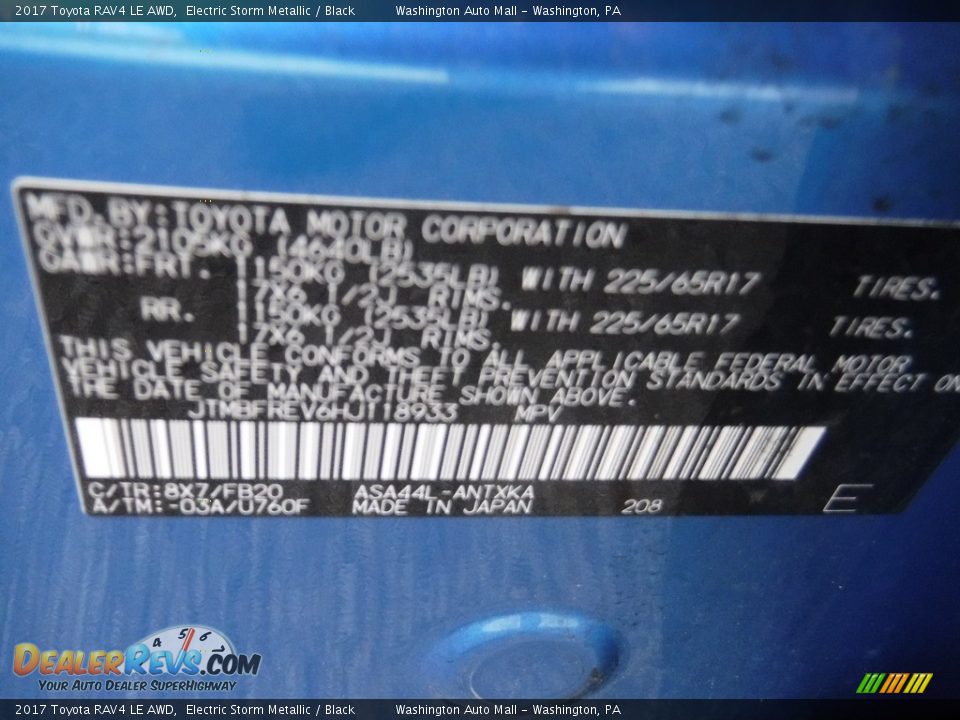 2017 Toyota RAV4 LE AWD, Electric Storm Metallic / Black Washington Auto Mall - Washington, PA
MFD. BY: TOYOTA MOTOR CORPORATION
GVWR: 2105KG (4640LB)
GAWR: FRT. 1150KG (2535LB) WITH 225/65R17 TIRES.
17X6 1/2J RIMS.
RR. 1150KG (2535LB) WITH 225/65R17 TIRES.
17X6 1/2J RIMS.
THIS VEHICLE CONFORMS TO ALL APPLICABLE FEDERAL MOTOR
VEHICLE SAFETY AND THEFT PREVENTION STANDARDS IN EFFECT ON
THE DATE OF MANUFACTURE SHOWN ABOVE.
JTMBFREV6HJ118933 MPV
C/TR: 8X7/FB20 ASA44L-ANTXKA
A/TM: -03A/U760F MADE IN JAPAN 208 E
4 5 6 7
DEALERREVS.COM
YOUR AUTO DEALER SUPERHIGHWAY
2017 Toyota RAV4 LE AWD, Electric Storm Metallic / Black Washington Auto Mall - Washington, PA